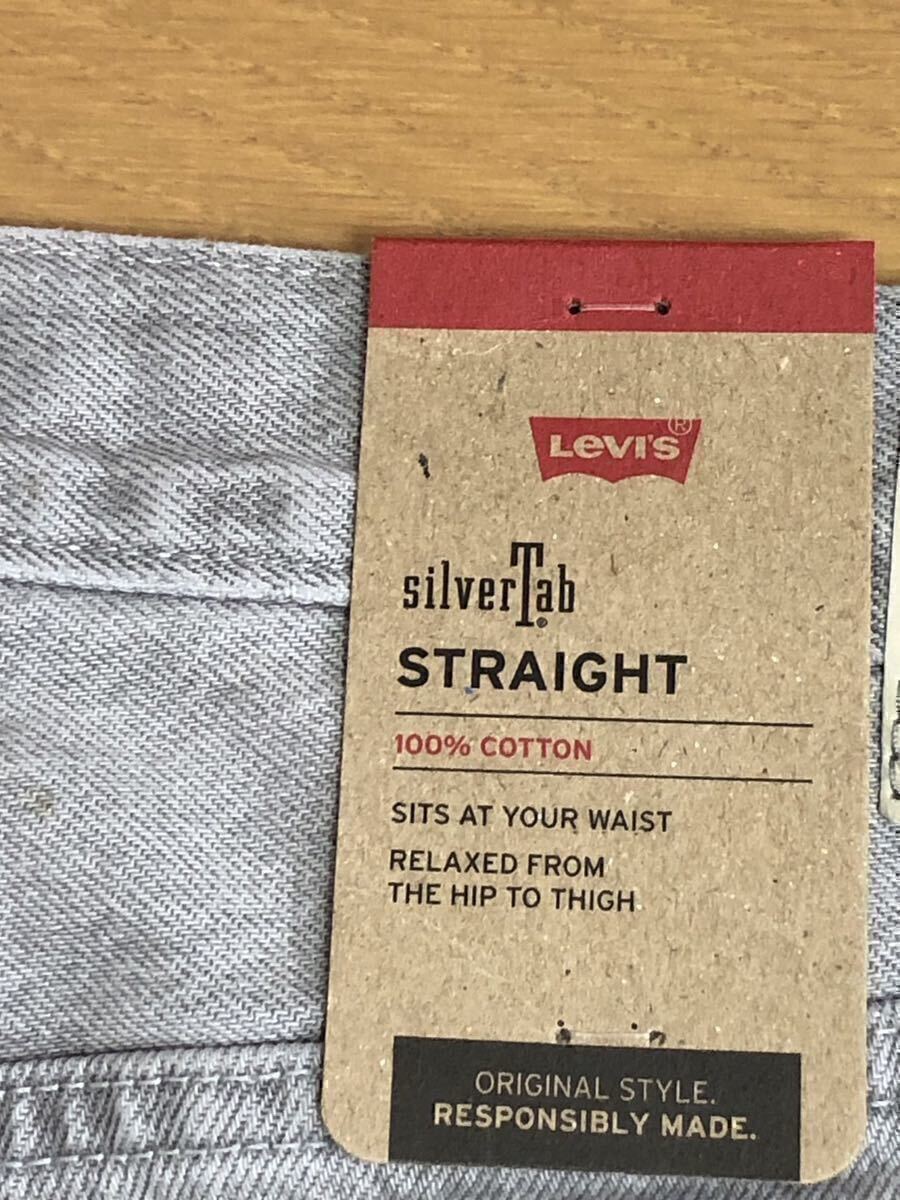 LEVI'S®
silverTab®
STRAIGHT
100% COTTON
SITS AT YOUR WAIST
RELAXED FROM
THE HIP TO THIGH
ORIGINAL STYLE.
RESPONSIBLY MADE.